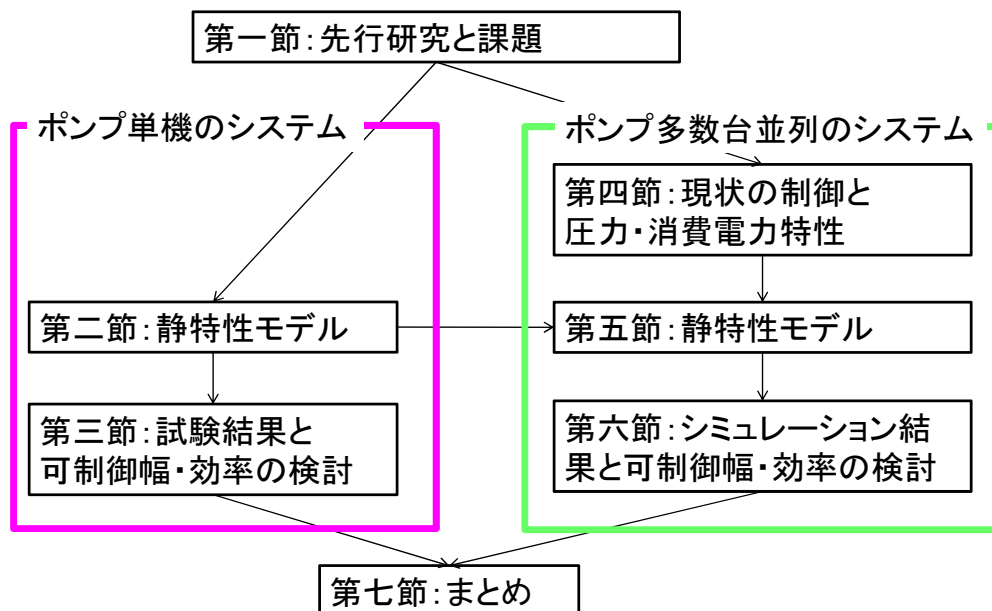 第一節：先行研究と課題
ポンプ単機のシステム
ポンプ多数台並列のシステム
第四節：現状の制御と
圧力・消費電力特性
第二節：静特性モデル
第五節：静特性モデル
第三節：試験結果と
可制御幅・効率の検討
第六節：シミュレーション結
果と可制御幅・効率の検討
第七節：まとめ